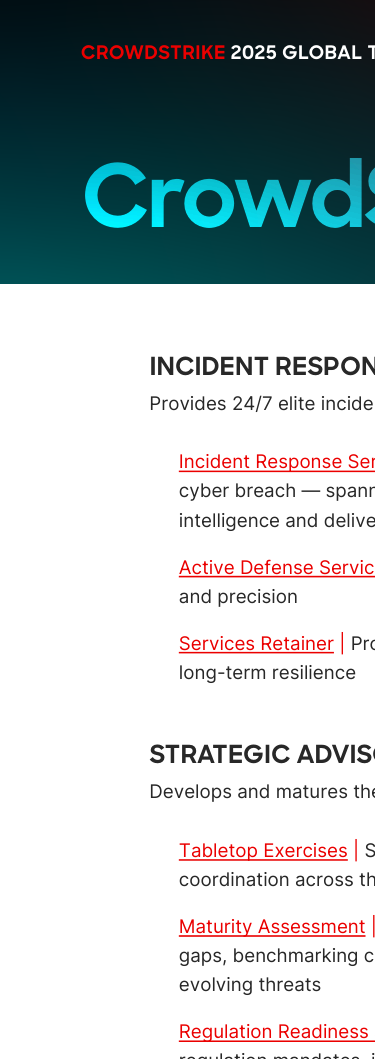 CROWDSTRIKE 2025 GLOBAL T
CrowdS
INCIDENT RESPON
Provides 24/7 elite incide
Incident Response Ser
cyber breach — spann
intelligence and delive
Active Defense Servic
and precision
Services Retainer | Pro
long-term resilience
STRATEGIC ADVISO
Develops and matures the
Tabletop Exercises | S
coordination across th
Maturity Assessment |
gaps, benchmarking c
evolving threats
Regulation Readiness
regulation mandates, i